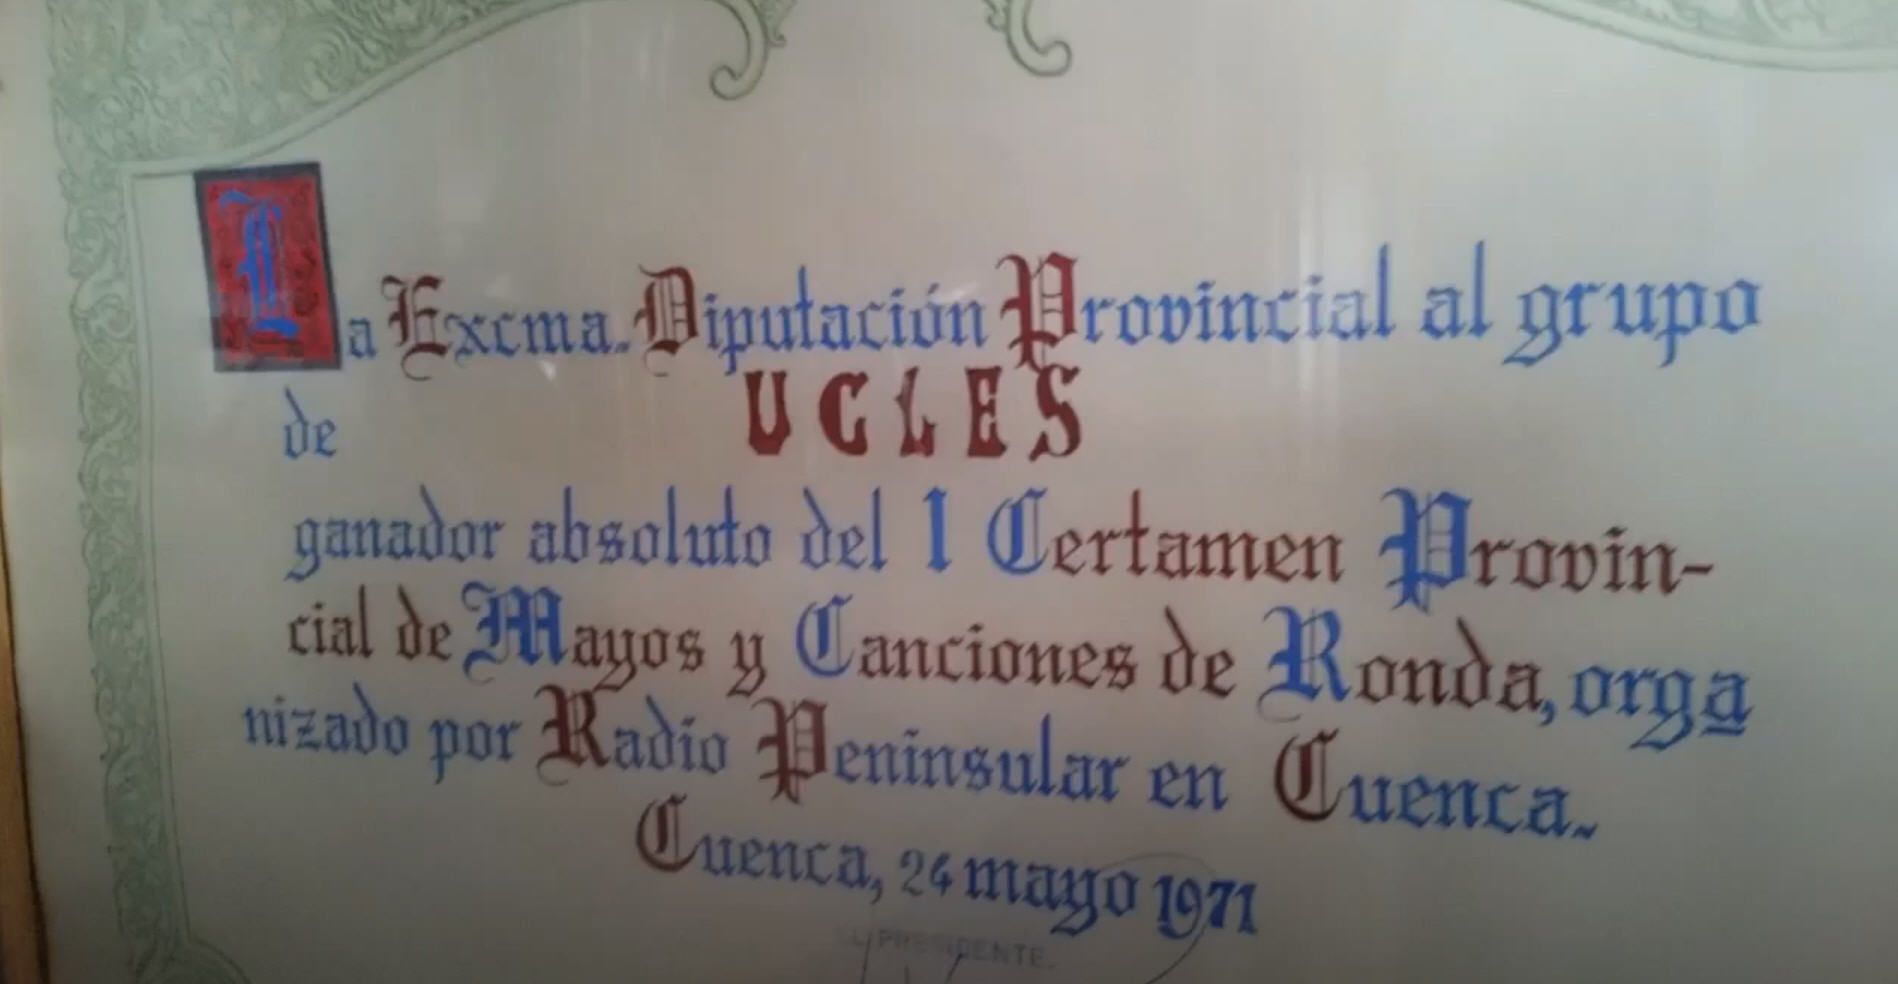 La Excma. Diputación Provincial al grupo
de UCLES
ganador absoluto del I Certamen Provin-
cial de Mayos y Canciones de Ronda, orga
nizado por Radio Peninsular en Cuenca.
Cuenca, 24 mayo 1971
EL PRESIDENTE.